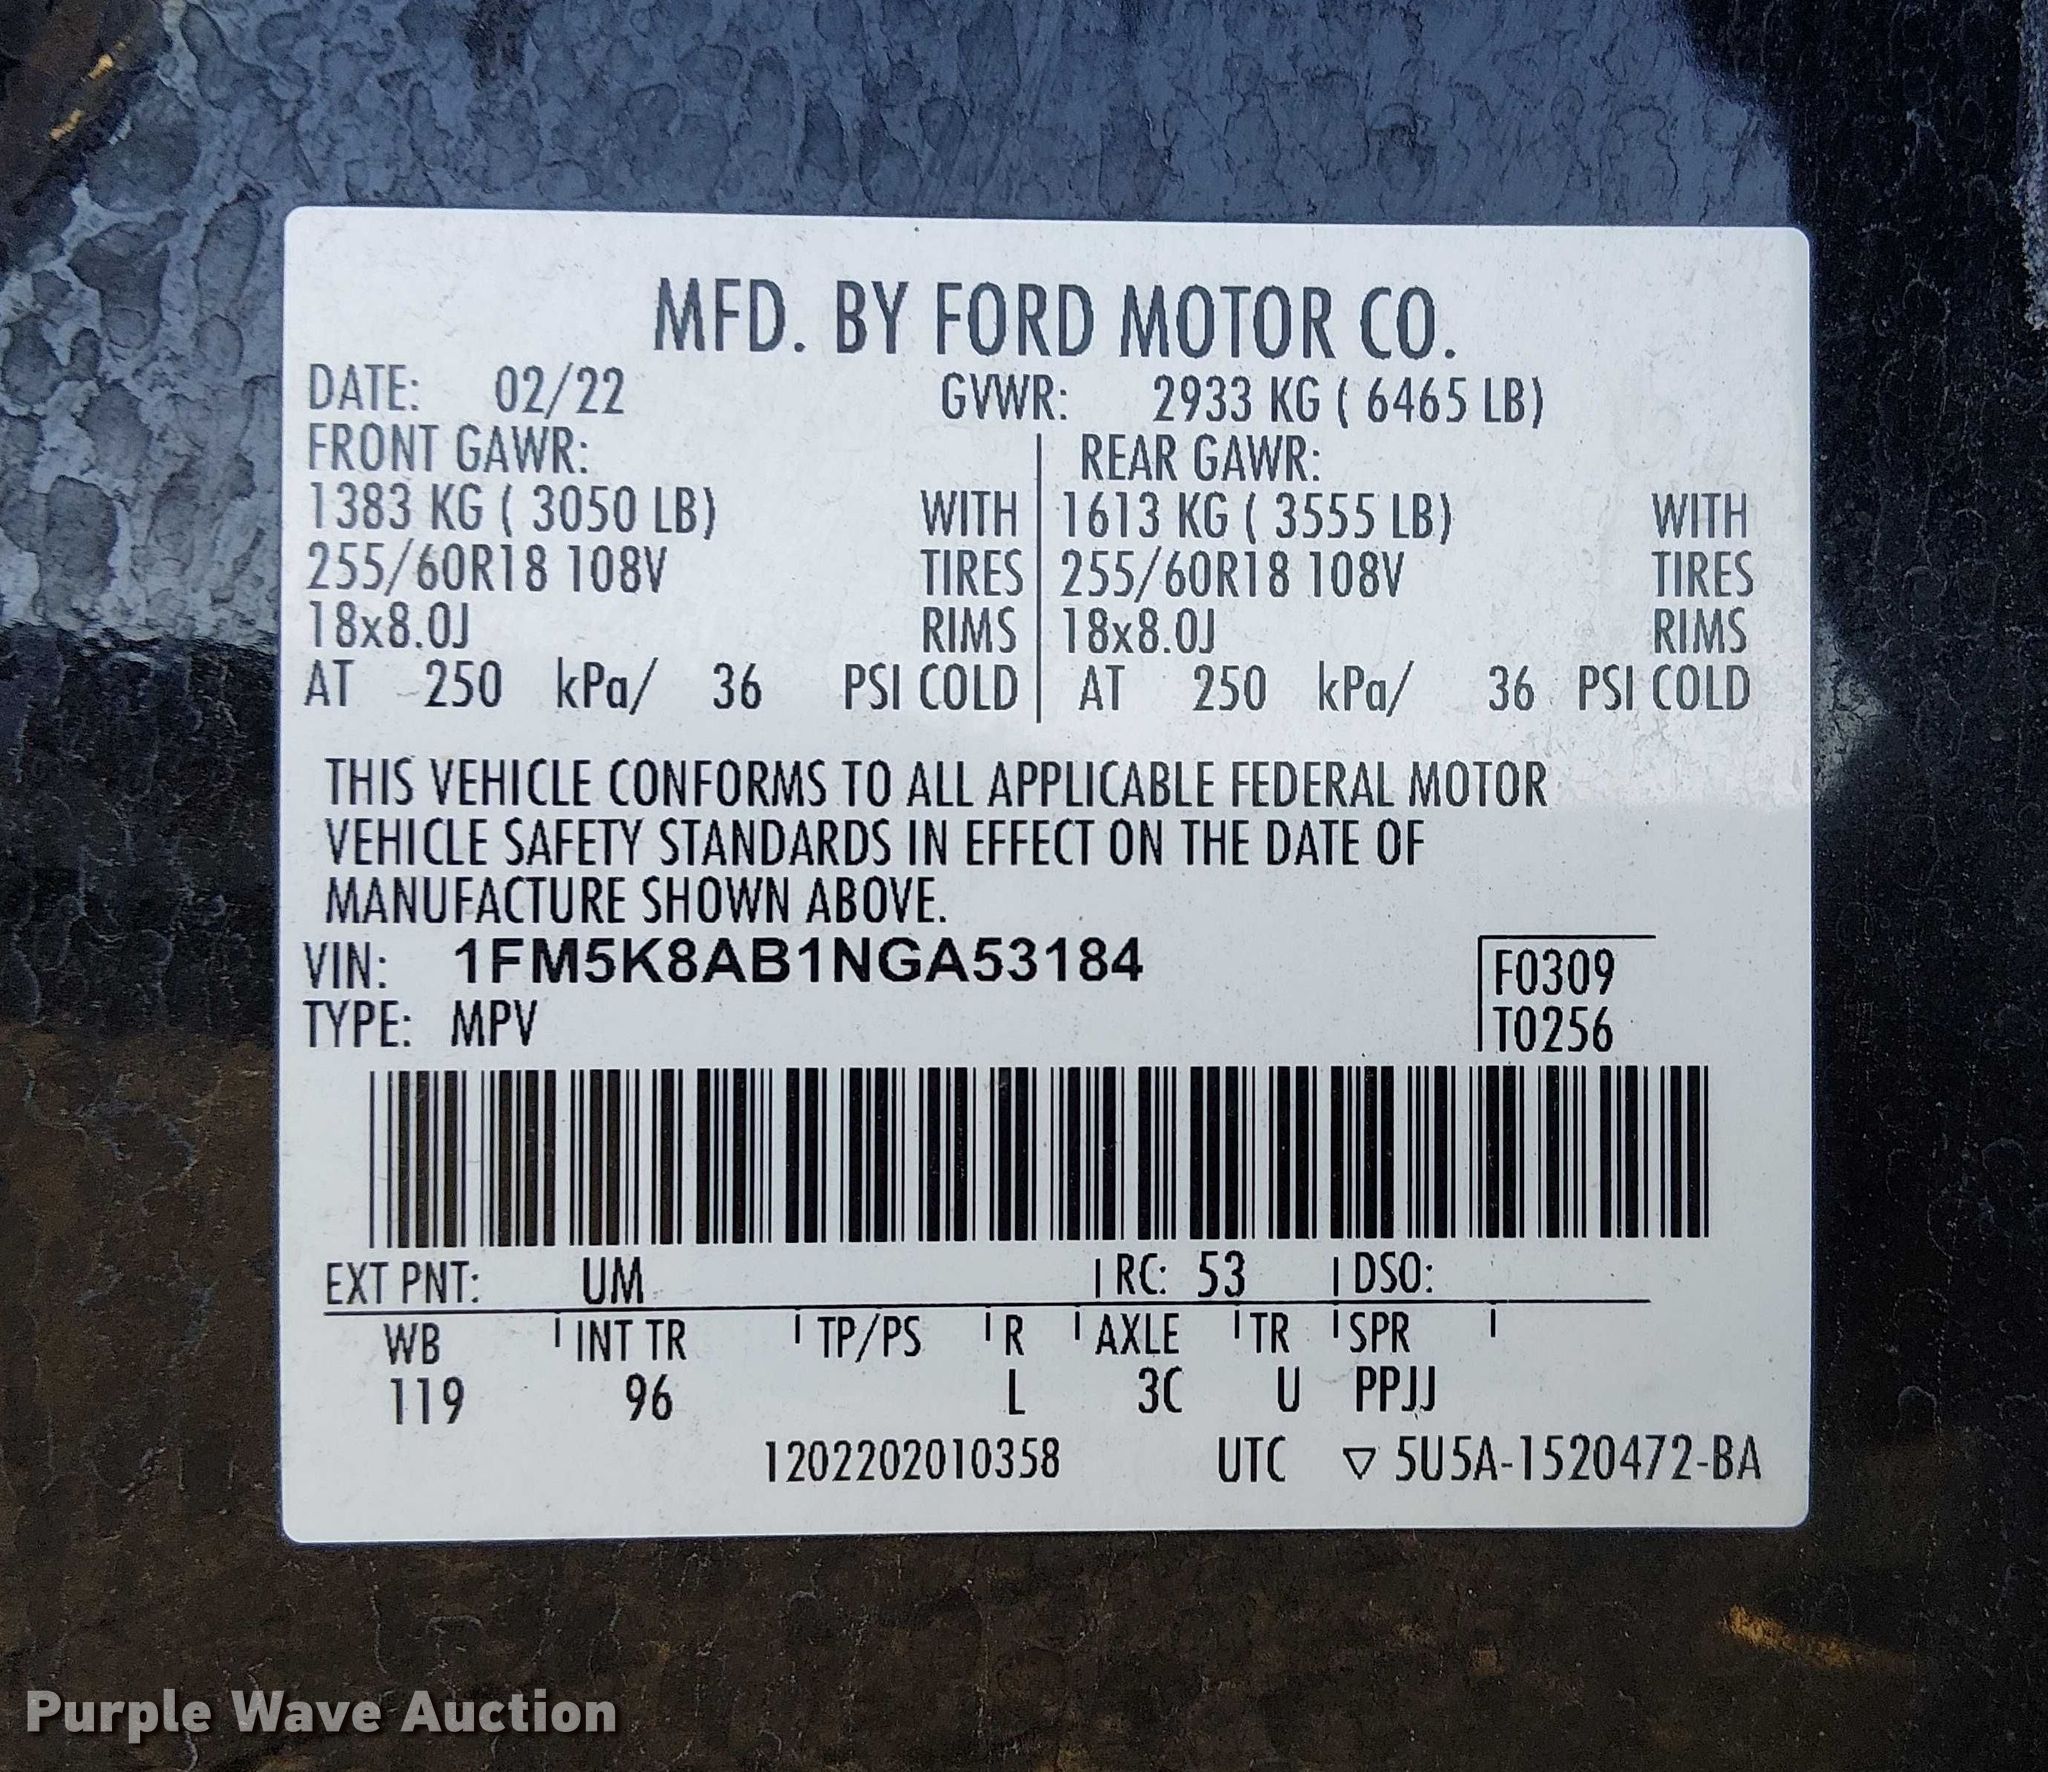 MFD. BY FORD MOTOR CO.
DATE: 02/22 GVWR: 2933 KG ( 6465 LB)
FRONT GAWR: REAR GAWR:
1383 KG ( 3050 LB) WITH 1613 KG ( 3555 LB) WITH
255/60R18 108V TIRES 255/60R18 108V TIRES
18x8.0J RIMS 18x8.0J RIMS
AT 250 kPa/ 36 PSI COLD AT 250 kPa/ 36 PSI COLD
THIS VEHICLE CONFORMS TO ALL APPLICABLE FEDERAL MOTOR
VEHICLE SAFETY STANDARDS IN EFFECT ON THE DATE OF
MANUFACTURE SHOWN ABOVE.
VIN: 1FM5K8AB1NGA53184 F0309
TYPE: MPV T0256
EXT PNT: UM RC: 53 DSO:
WB INT TR TP/PS R AXLE TR SPR
119 96 L 3C U PPJJ
1202202010358 UTC ▽ 5U5A-1520472-BA
Purple Wave Auction